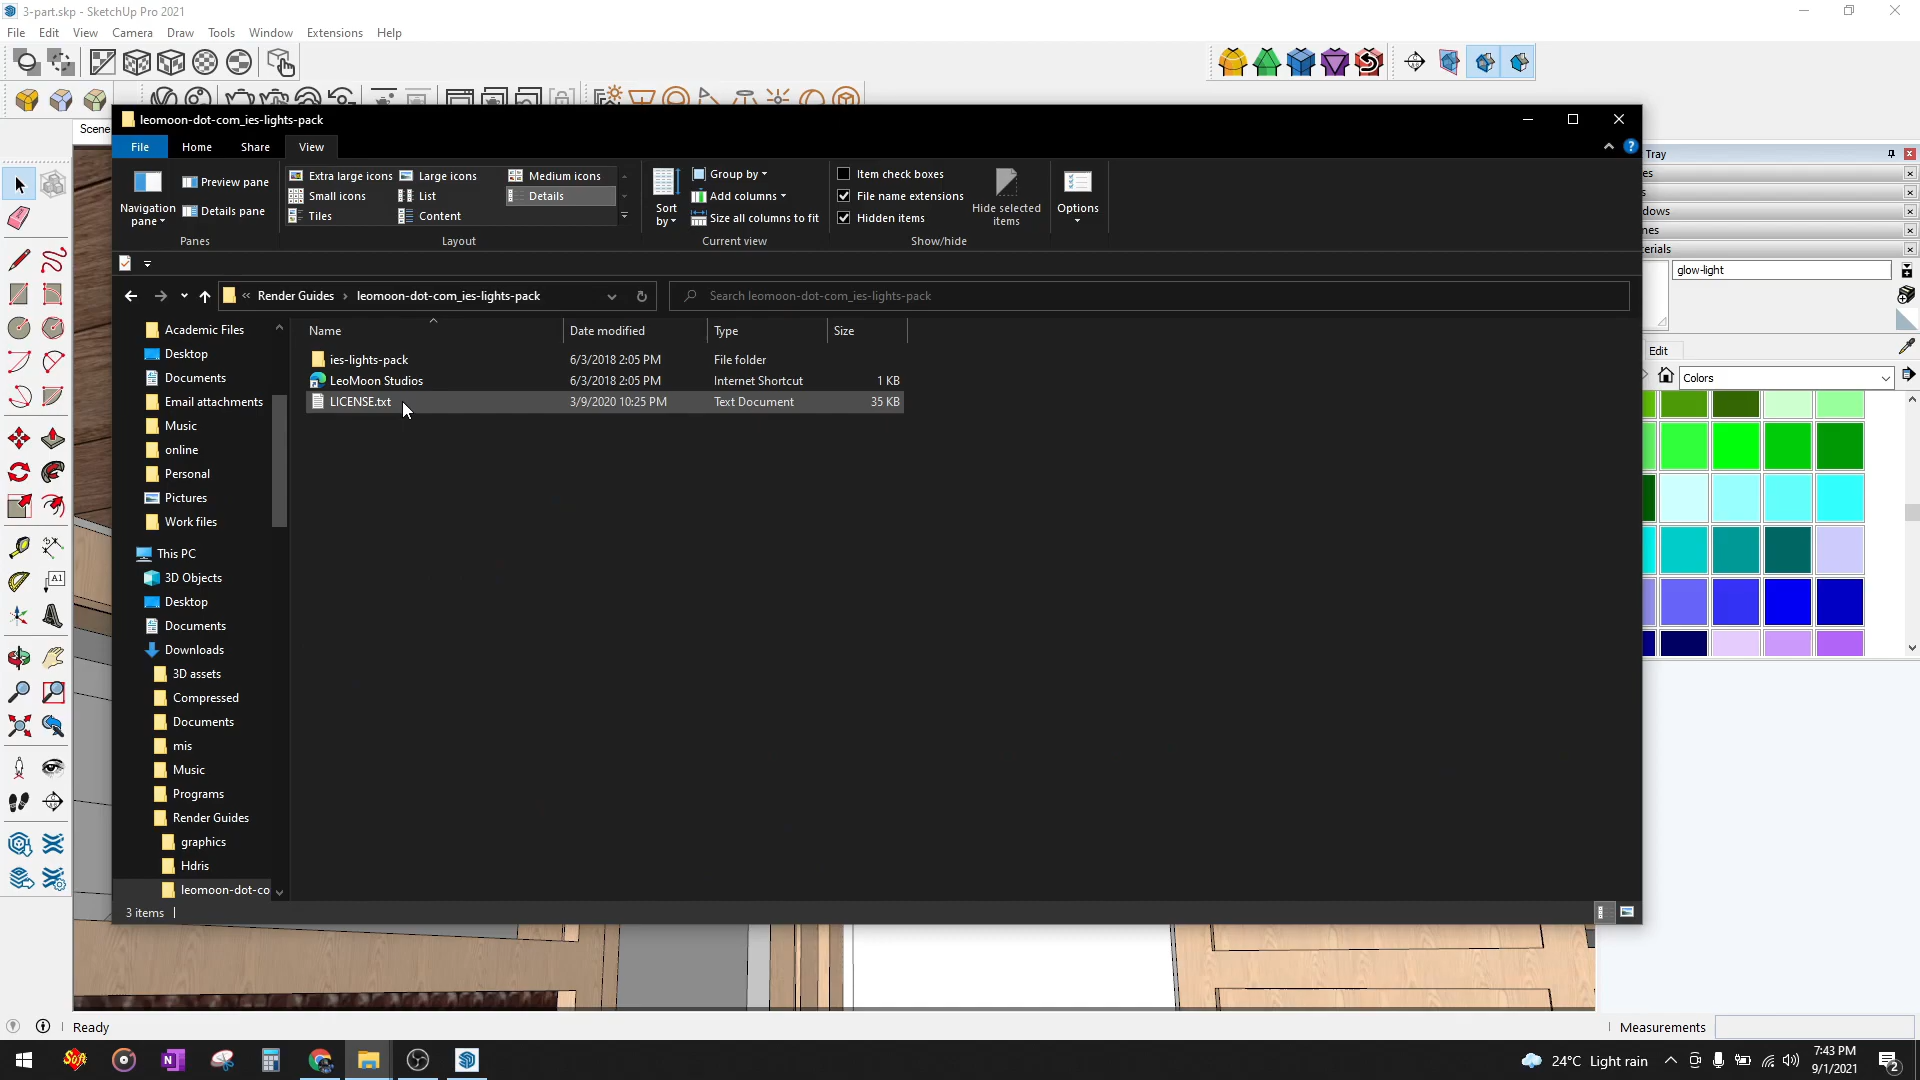 3-part.skp - SketchUp Pro 2021
File Edit View Camera Draw Tools Window Extensions Help
Scene
leomoon-dot-com_ies-lights-pack
File Home Share View
Navigation pane
Preview pane
Details pane
Panes
Extra large icons Large icons Medium icons
Small icons List Details
Tiles Content
Layout
Sort by
Group by
Add columns
Size all columns to fit
Current view
Item check boxes
File name extensions
Hidden items
Hide selected items
Show/hide
Options
« Render Guides › leomoon-dot-com_ies-lights-pack
Search leomoon-dot-com_ies-lights-pack
Name Date modified Type Size
ies-lights-pack 6/3/2018 2:05 PM File folder
LeoMoon Studios 6/3/2018 2:05 PM Internet Shortcut 1 KB
LICENSE.txt 3/9/2020 10:25 PM Text Document 35 KB
Academic Files
Desktop
Documents
Email attachments
Music
online
Personal
Pictures
Work files
This PC
3D Objects
Desktop
Documents
Downloads
3D assets
Compressed
Documents
mis
Music
Programs
Render Guides
graphics
Hdris
leomoon-dot-co
3 items
Tray
es
s
dows
nes
erials
glow-light
Edit
Colors
A1
Ready
Measurements
24°C Light rain
7:43 PM
9/1/2021
2